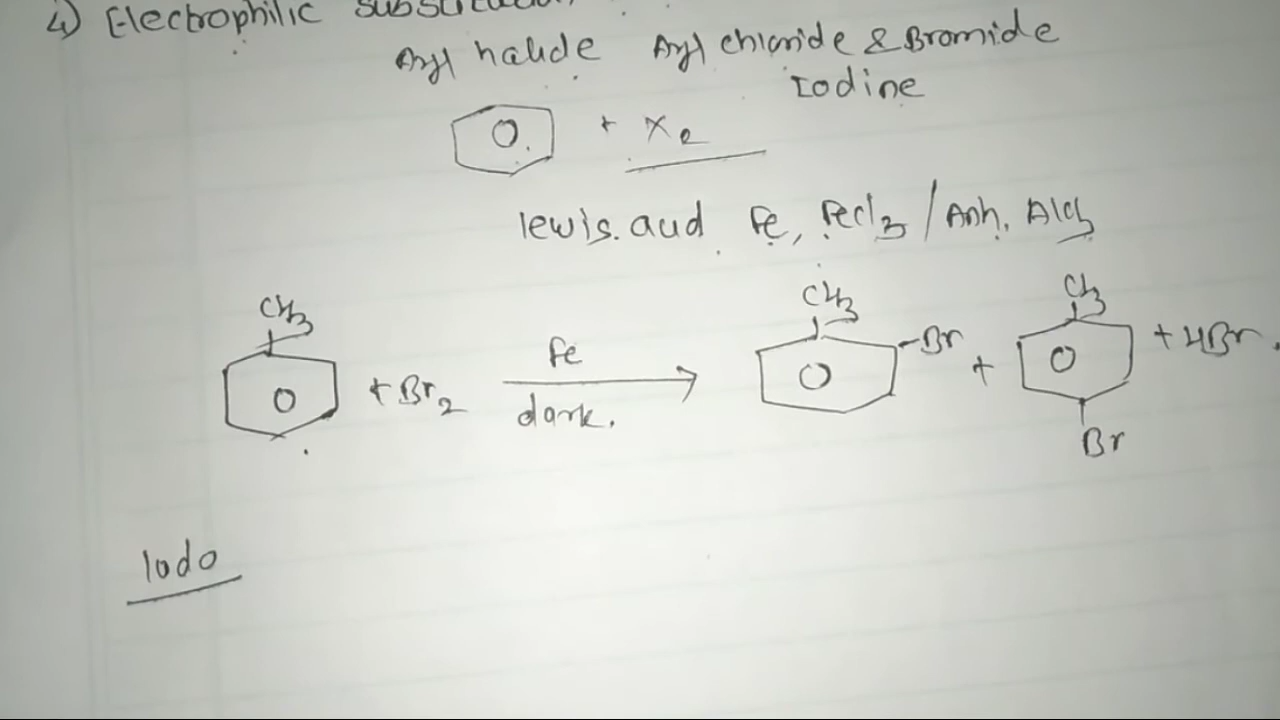 4) Electrophilic substitution
Aryl halide Aryl chloride & Bromide
Iodine
+ X2
lewis. acid Fe, FeCl3 / Anh. AlCl3
CH3
+ Br2
Fe
dark.
CH3
-Br
+
CH3
Br
+ HBr.
Iodo